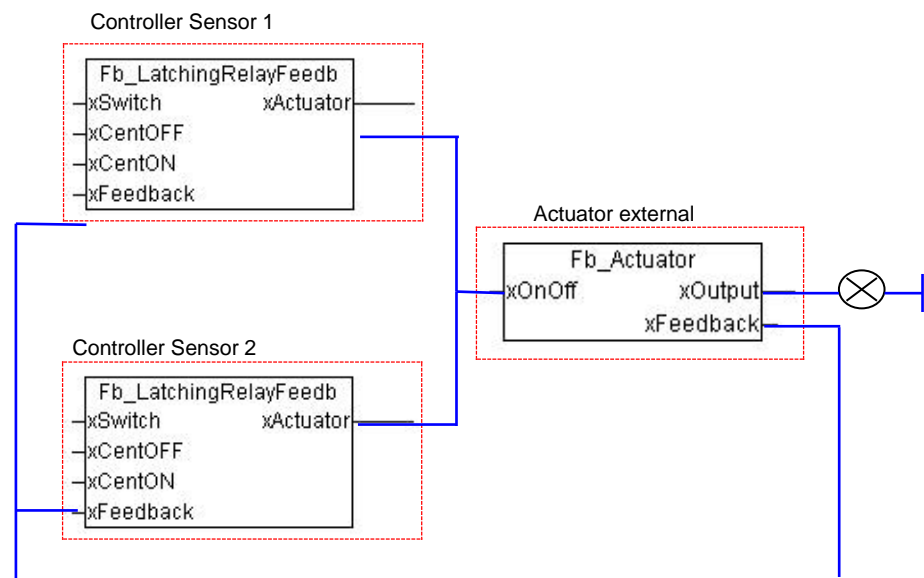 Controller Sensor 1
Fb_LatchingRelayFeedb
xSwitch xActuator
xCentOFF
xCentON
xFeedback
Actuator external
Fb_Actuator
xOnOff xOutput
xFeedback
Controller Sensor 2
Fb_LatchingRelayFeedb
xSwitch xActuator
xCentOFF
xCentON
xFeedback